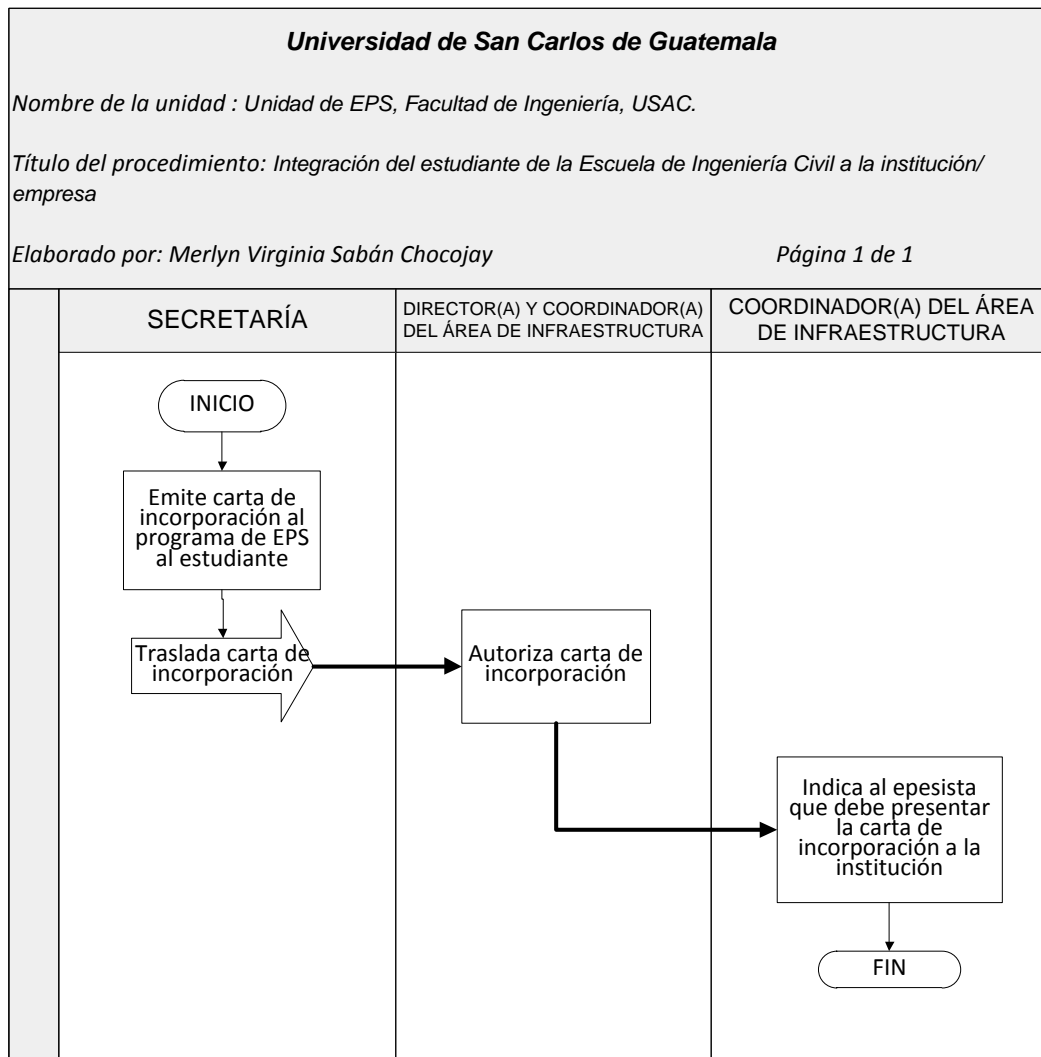 Universidad de San Carlos de Guatemala
Nombre de la unidad : Unidad de EPS, Facultad de Ingeniería, USAC.
Título del procedimiento: Integración del estudiante de la Escuela de Ingeniería Civil a la institución/
empresa
Elaborado por: Merlyn Virginia Sabán Chocojay Página 1 de 1
SECRETARÍA
DIRECTOR(A) Y COORDINADOR(A)
DEL ÁREA DE INFRAESTRUCTURA
COORDINADOR(A) DEL ÁREA
DE INFRAESTRUCTURA
INICIO
Emite carta de
incorporación al
programa de EPS
al estudiante
Traslada carta de
incorporación
Autoriza carta de
incorporación
Indica al epesista
que debe presentar
la carta de
incorporación a la
institución
FIN